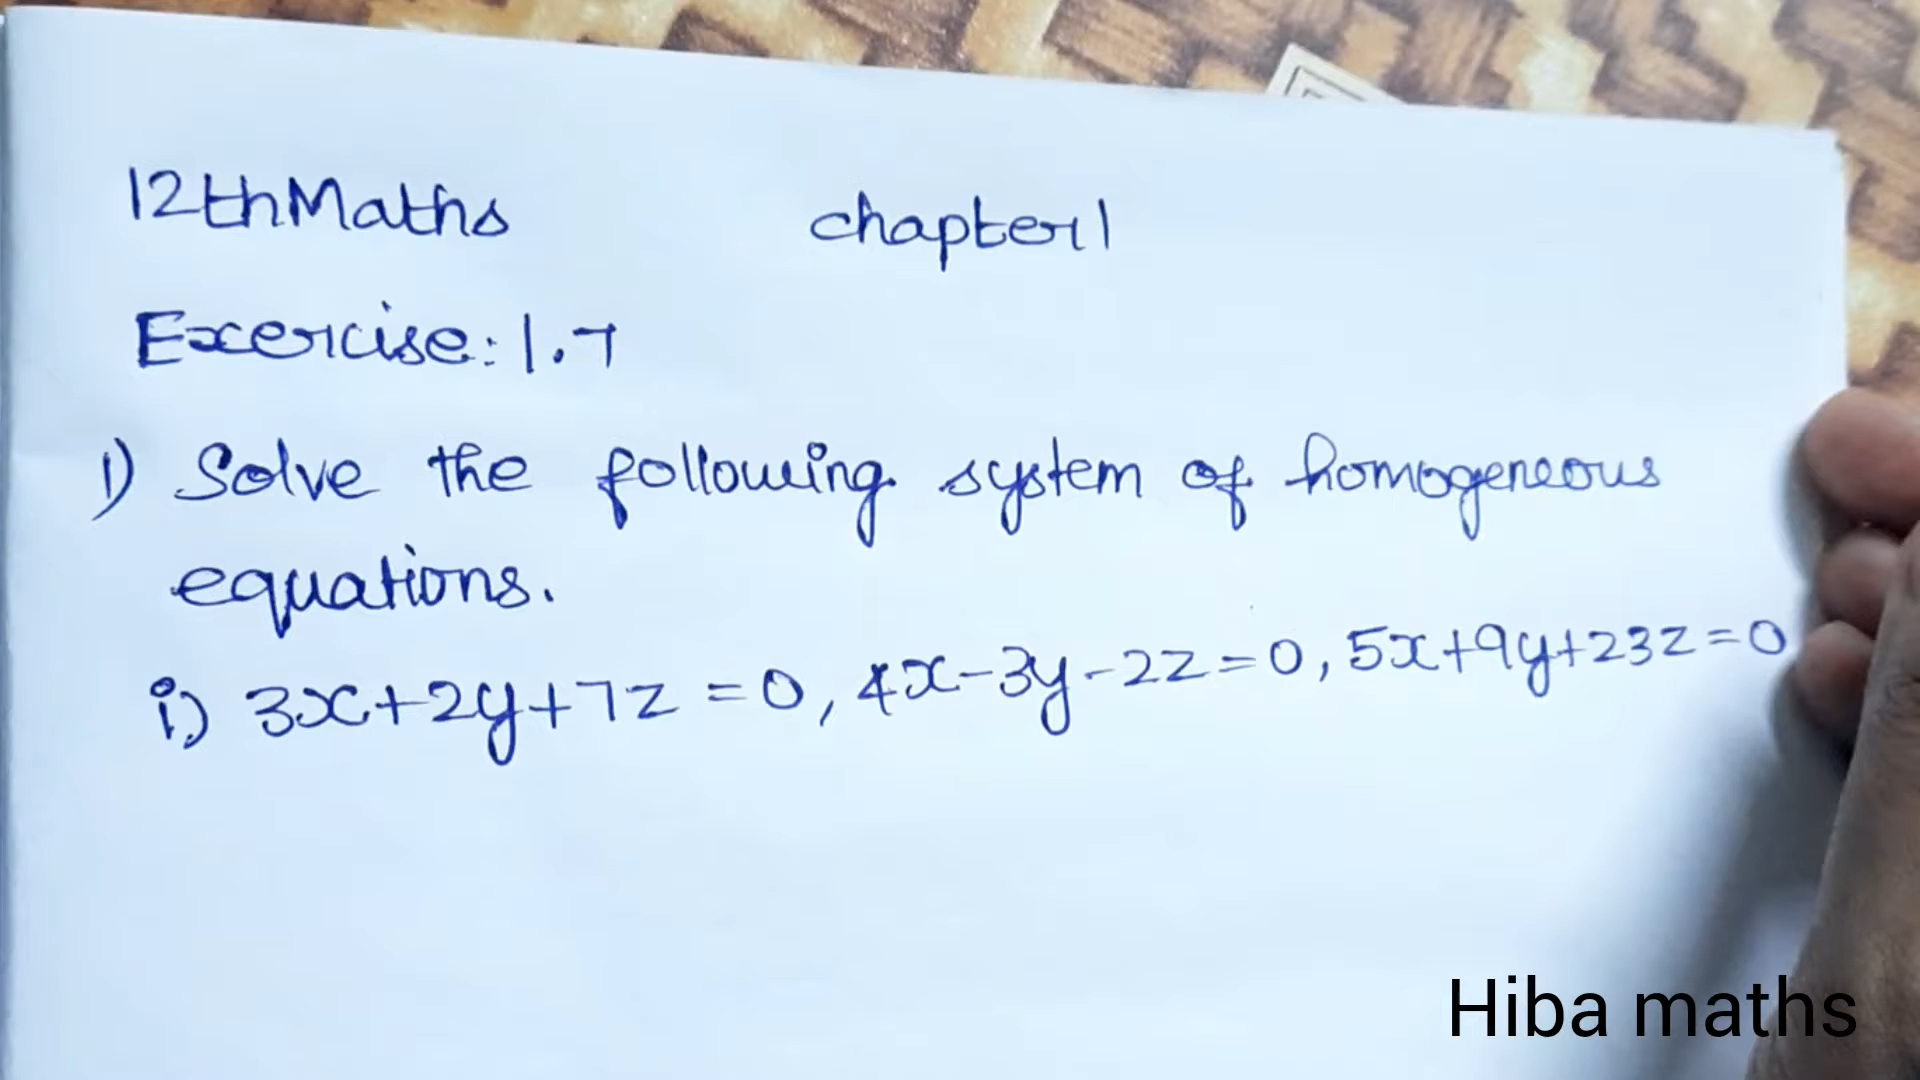 12thMaths chapter1
Exercise: 1.7
1) Solve the following system of homogeneous
equations.
i) 3x+2y+7z = 0, 4x-3y-2z=0, 5x+9y+23z=0
Hiba maths